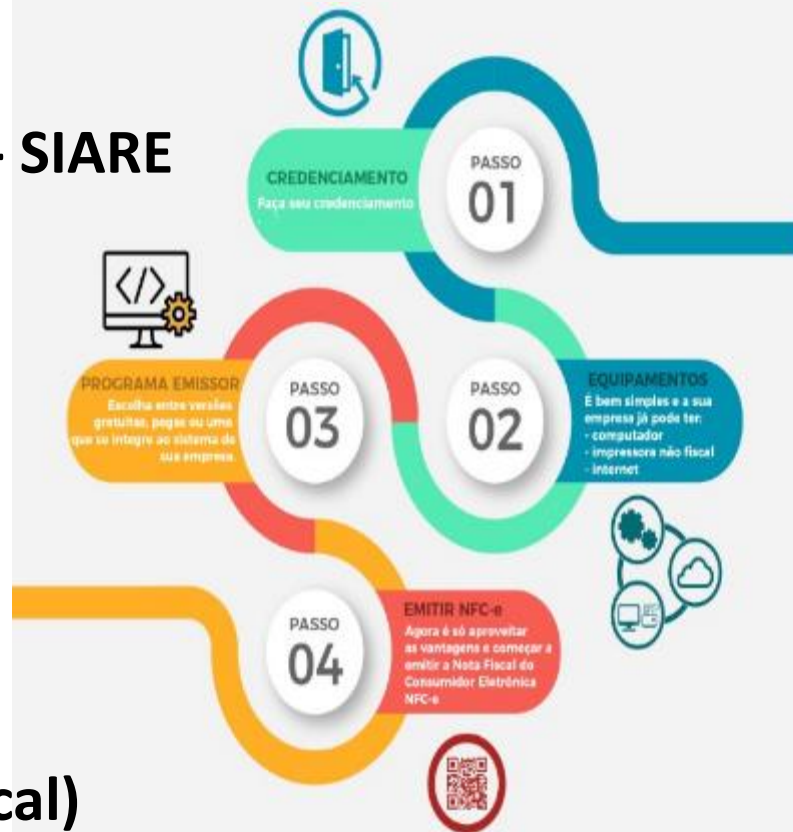 - SIARE
CREDENCIAMENTO
Faça seu credenciamento
PASSO
01
PROGRAMA EMISSOR
Escolha entre versões
gratuitas, pagas ou uma
que se integre ao sistema de
sua empresa.
PASSO
03
PASSO
02
EQUIPAMENTOS
É bem simples e a sua
empresa já pode ter:
- computador
- impressora não fiscal
- internet
PASSO
04
EMITIR NFC-e
Agora é só aproveitar
as vantagens e começar a
emitir a Nota Fiscal do
Consumidor Eletrônica
NFC-e
cal)